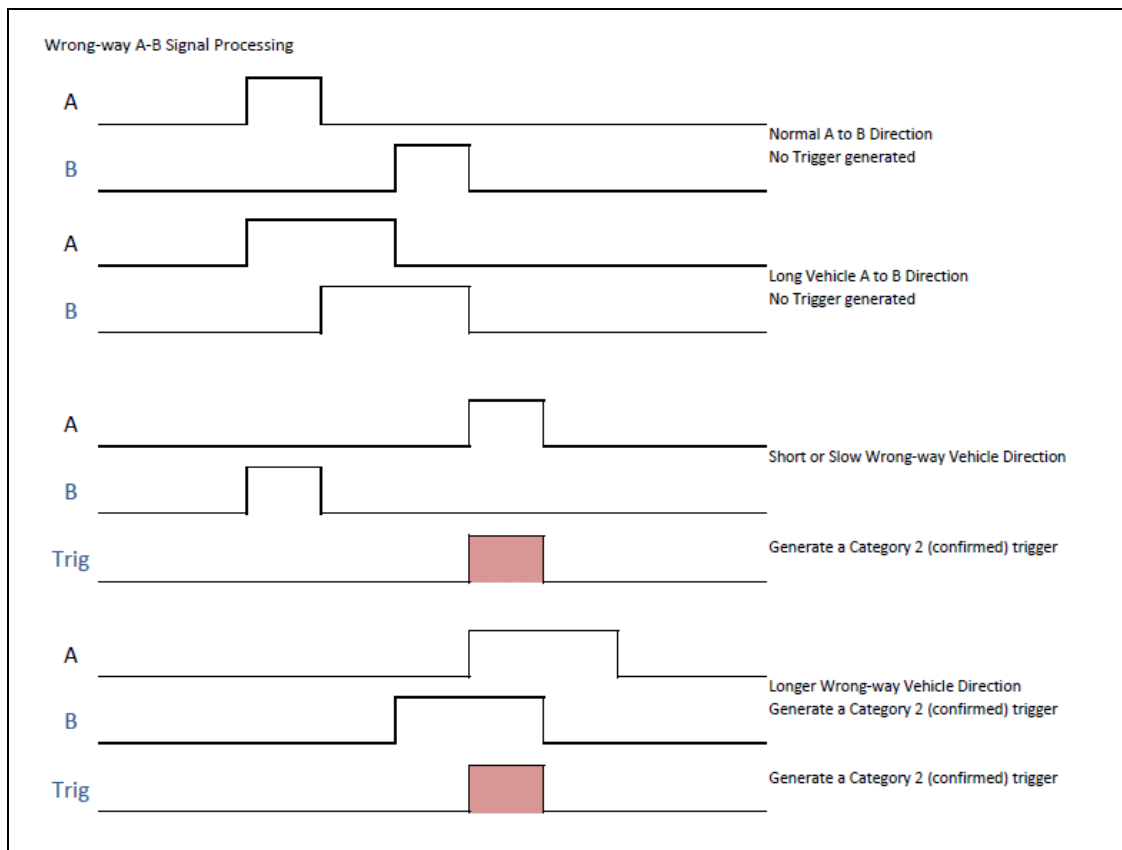 Wrong-way A-B Signal Processing
A
Normal A to B Direction
No Trigger generated
B
A
Long Vehicle A to B Direction
No Trigger generated
B
A
Short or Slow Wrong-way Vehicle Direction
B
Trig
Generate a Category 2 (confirmed) trigger
A
Longer Wrong-way Vehicle Direction
Generate a Category 2 (confirmed) trigger
B
Trig
Generate a Category 2 (confirmed) trigger